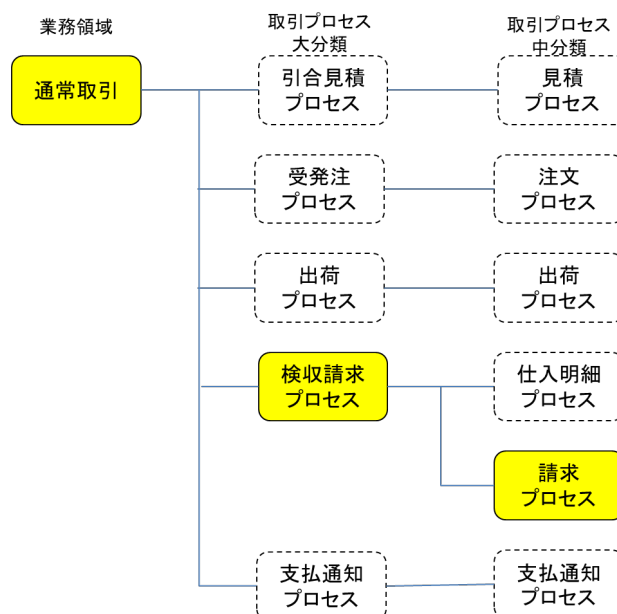 業務領域
取引プロセス
大分類
取引プロセス
中分類
通常取引
引合見積
プロセス
見積
プロセス
受発注
プロセス
注文
プロセス
出荷
プロセス
出荷
プロセス
検収請求
プロセス
仕入明細
プロセス
請求
プロセス
支払通知
プロセス
支払通知
プロセス